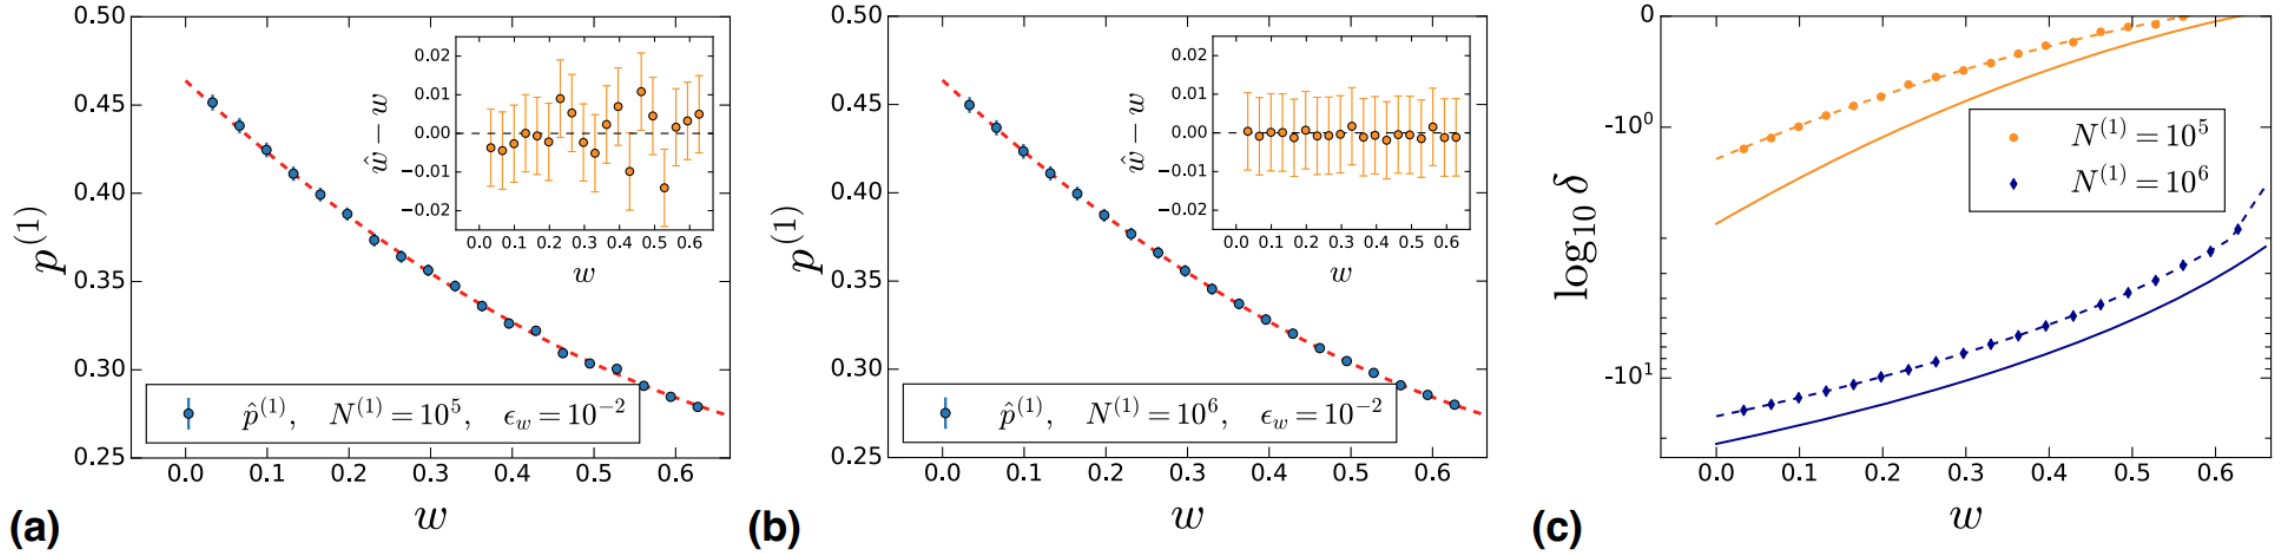 0.50
0.45
0.40
0.35
0.30
0.25
p^(1)
0.0 0.1 0.2 0.3 0.4 0.5 0.6
w
0.02
0.01
0.00
−0.01
−0.02
ŵ − w
0.0 0.1 0.2 0.3 0.4 0.5 0.6
w
p̂^(1), N^(1) = 10^5, ϵ_w = 10^−2
(a)
0.50
0.45
0.40
0.35
0.30
0.25
p^(1)
0.0 0.1 0.2 0.3 0.4 0.5 0.6
w
0.02
0.01
0.00
−0.01
−0.02
ŵ − w
0.0 0.1 0.2 0.3 0.4 0.5 0.6
w
p̂^(1), N^(1) = 10^6, ϵ_w = 10^−2
(b)
0
-10^0
-10^1
log_10 δ
N^(1) = 10^5
N^(1) = 10^6
0.0 0.1 0.2 0.3 0.4 0.5 0.6
w
(c)